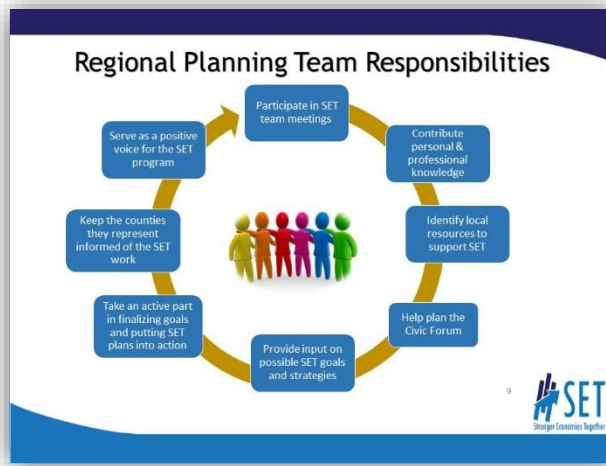 Regional Planning Team Responsibilities
Participate in SET
team meetings
Contribute
personal &
professional
knowledge
Identify local
resources to
support SET
Help plan the
Civic Forum
Provide input on
possible SET goals
and strategies
Take an active part
in finalizing goals
and putting SET
plans into action
Keep the counties
they represent
informed of the SET
work
Serve as a positive
voice for the SET
program
9
SET
Stronger Economies Together